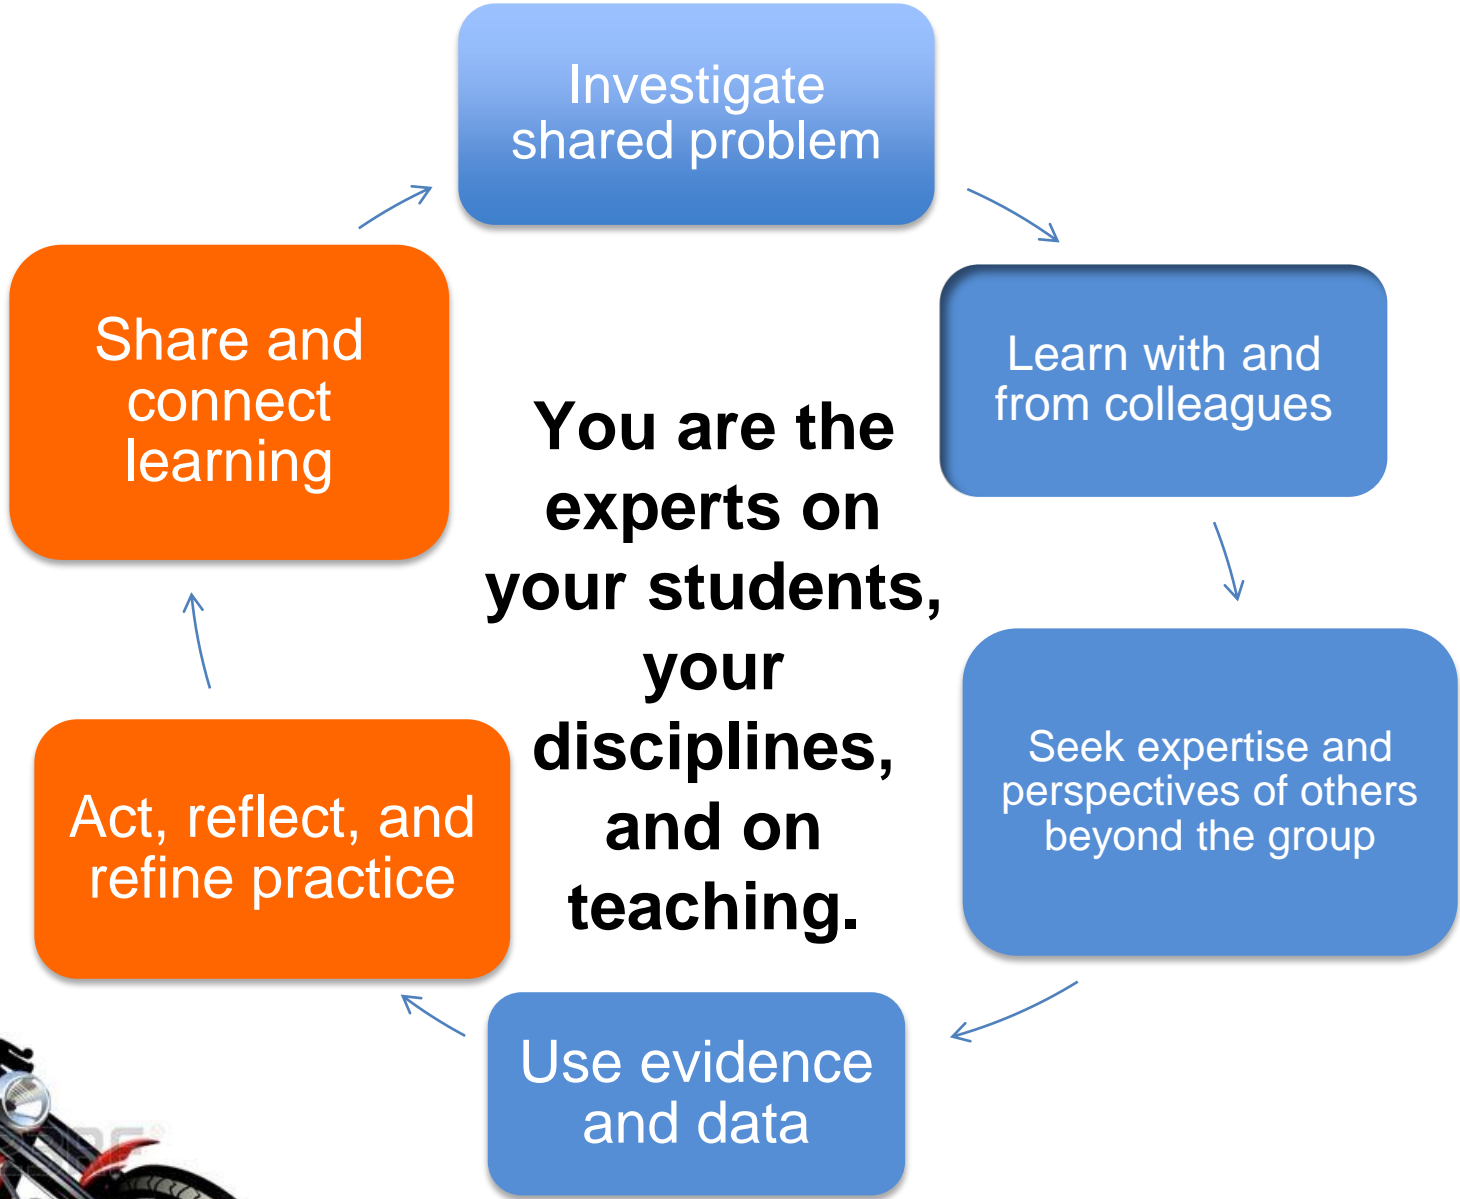 Investigate
shared problem
Learn with and
from colleagues
Seek expertise and
perspectives of others
beyond the group
Use evidence
and data
Act, reflect, and
refine practice
Share and
connect
learning
You are the
experts on
your students,
your
disciplines,
and on
teaching.